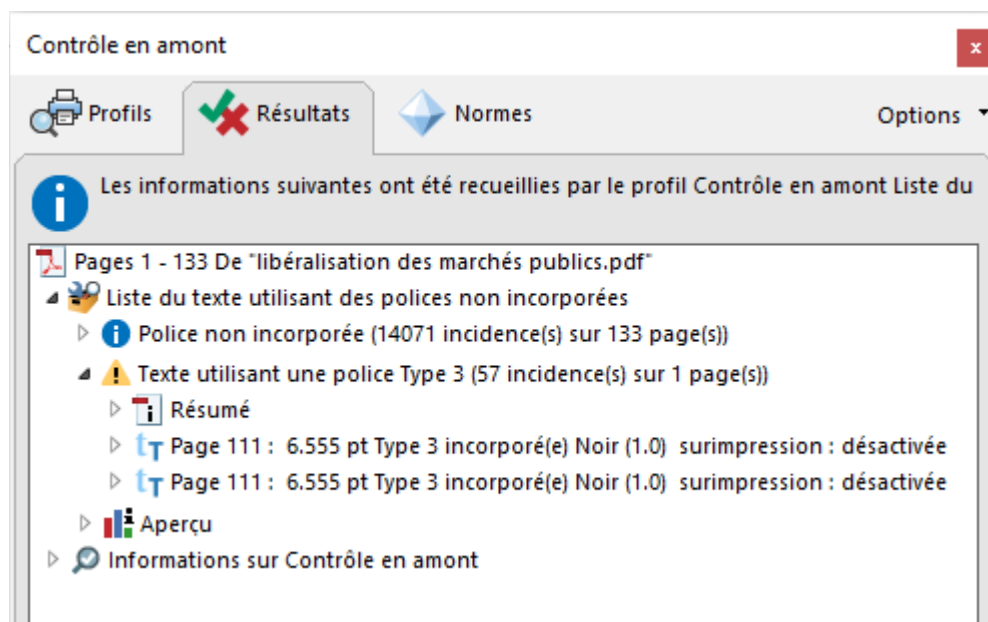 Contrôle en amont
x
Profils
Résultats
Normes
Options
Les informations suivantes ont été recueillies par le profil Contrôle en amont Liste du
Pages 1 - 133 De "libéralisation des marchés publics.pdf"
Liste du texte utilisant des polices non incorporées
Police non incorporée (14071 incidence(s) sur 133 page(s))
Texte utilisant une police Type 3 (57 incidence(s) sur 1 page(s))
Résumé
Page 111 : 6.555 pt Type 3 incorporé(e) Noir (1.0) surimpression : désactivée
Page 111 : 6.555 pt Type 3 incorporé(e) Noir (1.0) surimpression : désactivée
Aperçu
Informations sur Contrôle en amont